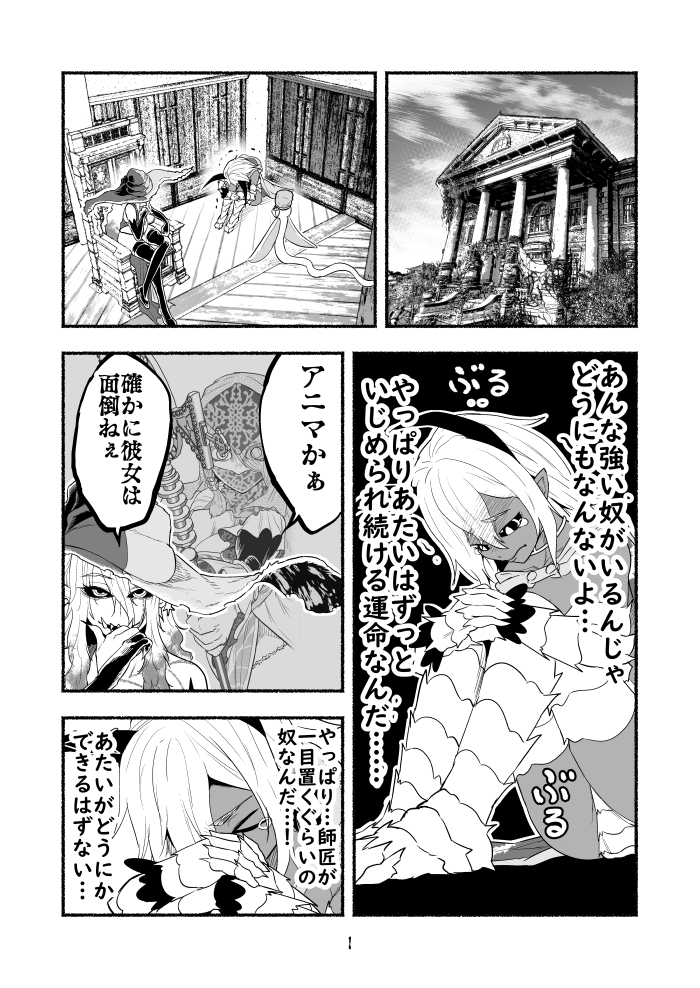 あんな強い奴がいるんじゃ
どうにもなんないよ…
やっぱりあたいはずっと
いじめられ続ける運命なんだ……
ぶる
ぶる
アニマかぁ
確かに彼女は
面倒ねぇ
やっぱり…師匠が
一目置くぐらいの
奴なんだ…！
あたいがどうにか
できるはずない…
1